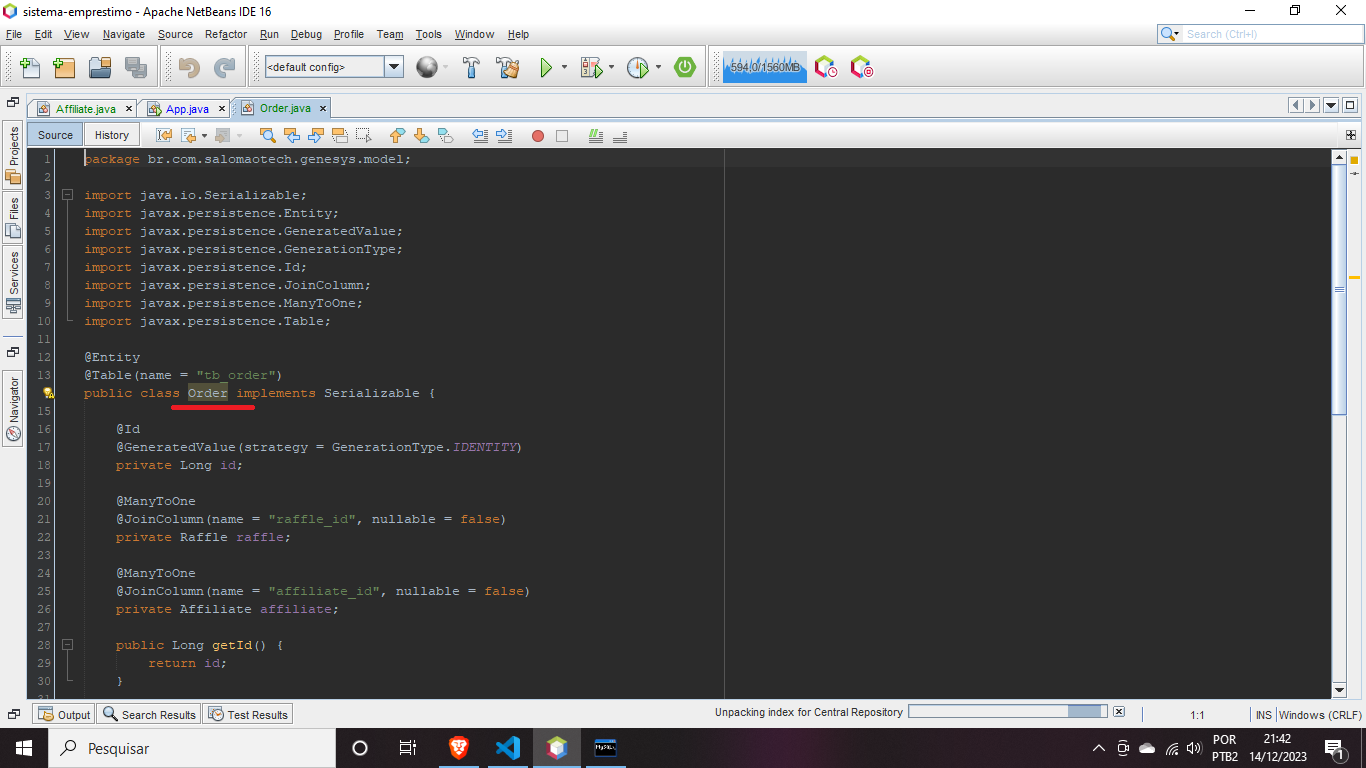 sistema-emprestimo - Apache NetBeans IDE 16
File Edit View Navigate Source Refactor Run Debug Profile Team Tools Window Help
Search (Ctrl+I)
<default config>
594,0/1560MB
Affiliate.java
App.java
Order.java
Source
History
Projects
Files
Services
Navigator
1 package br.com.salomaotech.genesys.model;
2
3 import java.io.Serializable;
4 import javax.persistence.Entity;
5 import javax.persistence.GeneratedValue;
6 import javax.persistence.GenerationType;
7 import javax.persistence.Id;
8 import javax.persistence.JoinColumn;
9 import javax.persistence.ManyToOne;
10 import javax.persistence.Table;
11
12 @Entity
13 @Table(name = "tb_order")
public class Order implements Serializable {
15
16 @Id
17 @GeneratedValue(strategy = GenerationType.IDENTITY)
18 private Long id;
19
20 @ManyToOne
21 @JoinColumn(name = "raffle_id", nullable = false)
22 private Raffle raffle;
23
24 @ManyToOne
25 @JoinColumn(name = "affiliate_id", nullable = false)
26 private Affiliate affiliate;
27
28 public Long getId() {
29 return id;
30 }
31
Output
Search Results
Test Results
Unpacking index for Central Repository
1:1
INS
Windows (CRLF)
Pesquisar
MySQL
POR
PTB2
21:42
14/12/2023
1